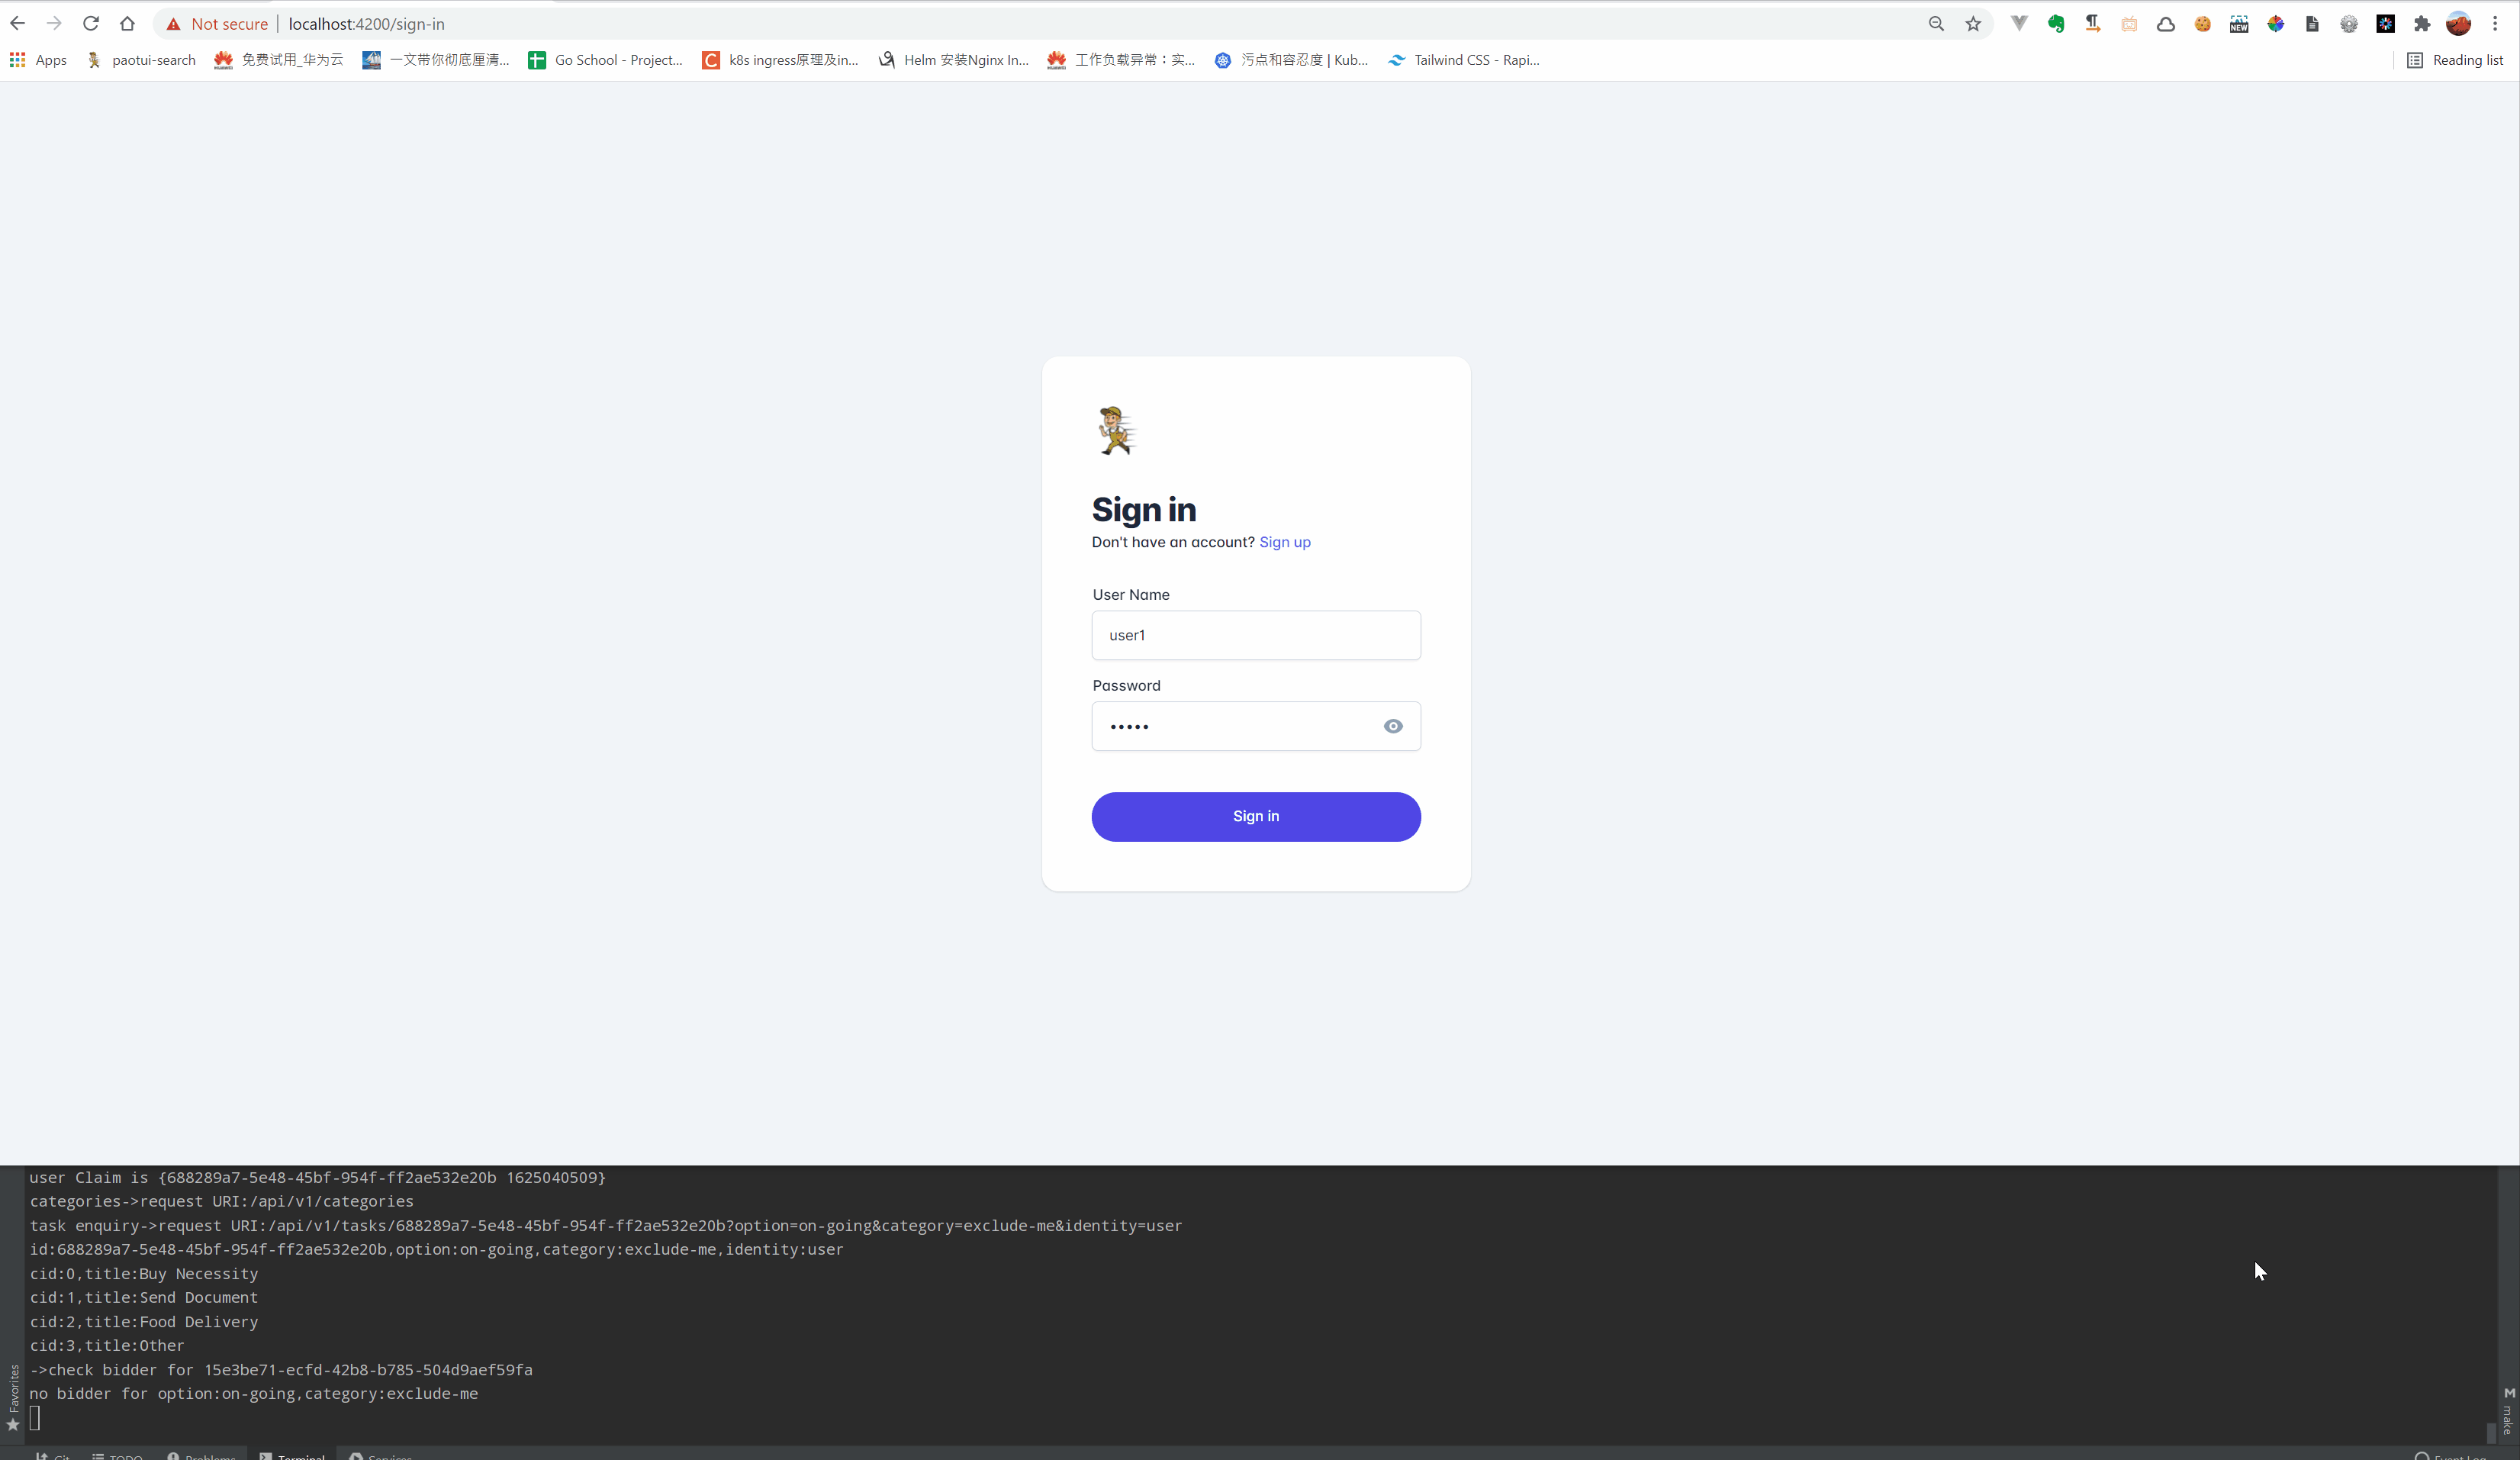 Not secure | localhost:4200/sign-in
NEW
Apps paotui-search 免费试用_华为云 一文带你彻底厘清... Go School - Project... C k8s ingress原理及in... Helm 安装Nginx In... 工作负载异常：实... 污点和容忍度 | Kub... Tailwind CSS - Rapi... Reading list
Sign in
Don't have an account? Sign up
User Name
user1
Password
•••••
Sign in
user Claim is {688289a7-5e48-45bf-954f-ff2ae532e20b 1625040509}
categories->request URI:/api/v1/categories
task enquiry->request URI:/api/v1/tasks/688289a7-5e48-45bf-954f-ff2ae532e20b?option=on-going&category=exclude-me&identity=user
id:688289a7-5e48-45bf-954f-ff2ae532e20b,option:on-going,category:exclude-me,identity:user
cid:0,title:Buy Necessity
cid:1,title:Send Document
cid:2,title:Food Delivery
cid:3,title:Other
->check bidder for 15e3be71-ecfd-42b8-b785-504d9aef59fa
no bidder for option:on-going,category:exclude-me
Favorites
M make
Git TODO Problems Terminal Services Event Log